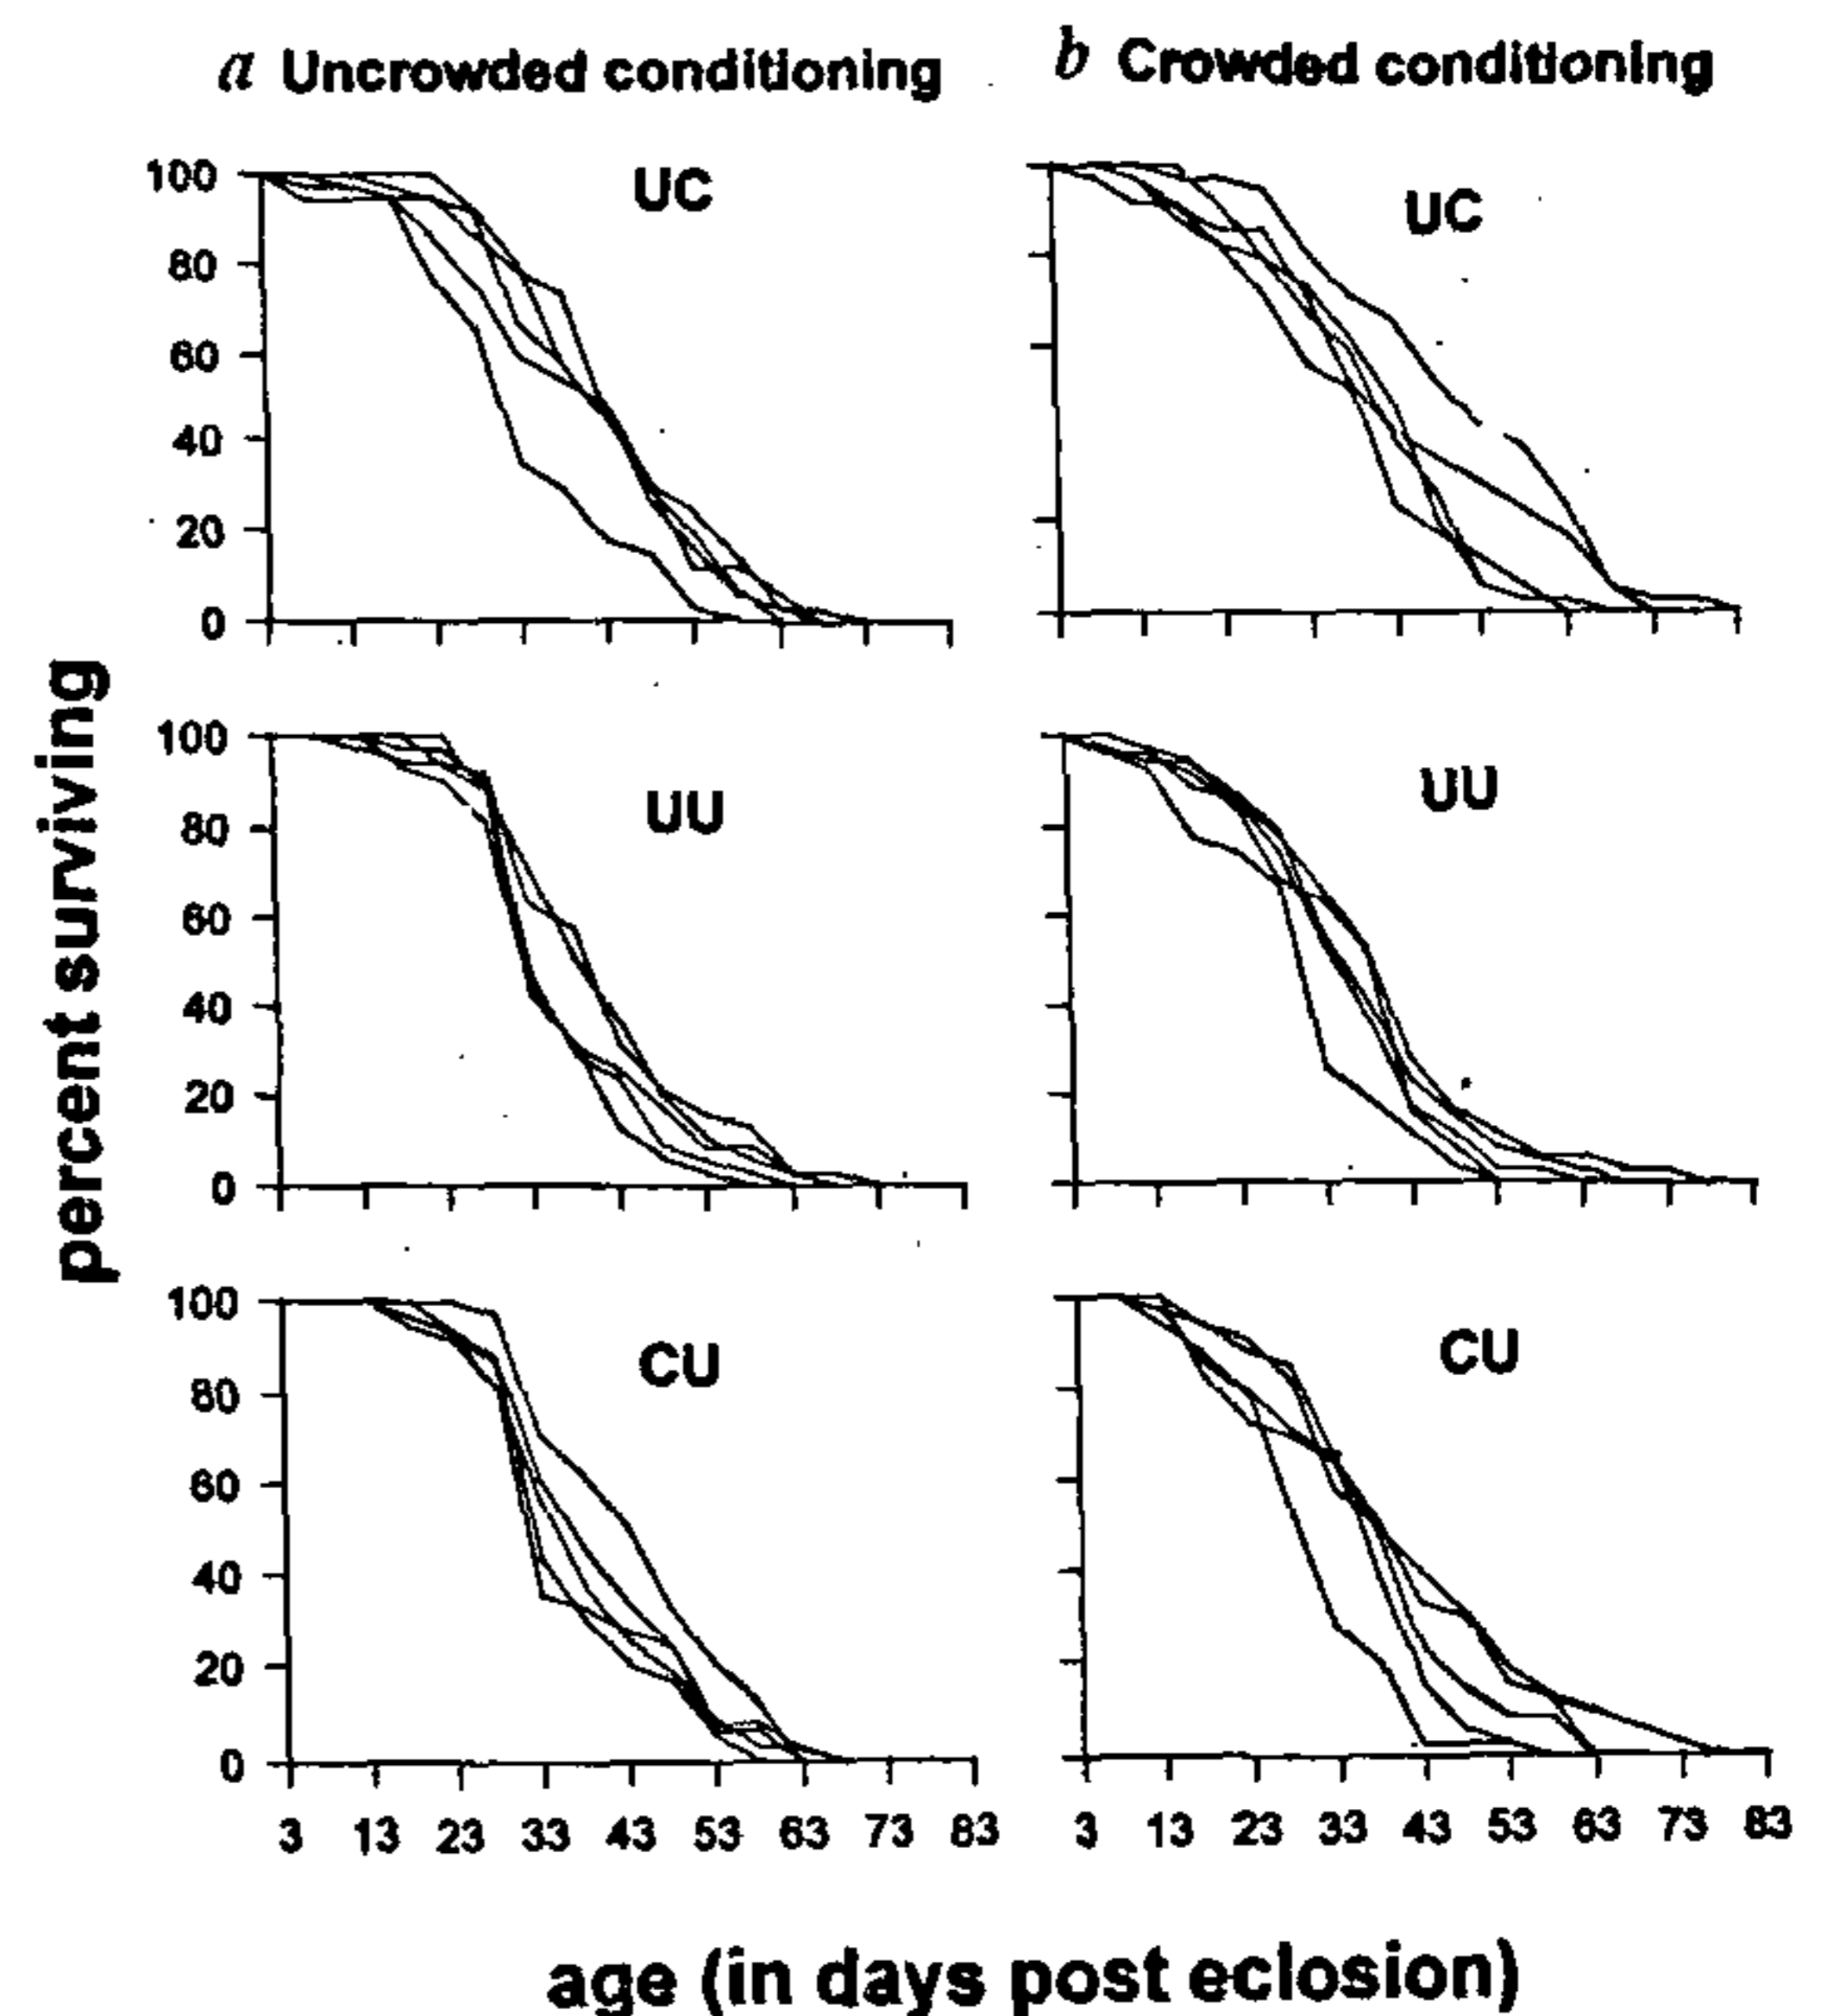 a Uncrowded conditioning
b Crowded conditioning
percent surviving
100
80
60
40
20
0
UC
UC
100
80
60
40
20
0
UU
UU
100
80
60
40
20
0
CU
CU
3 13 23 33 43 53 63 73 83
3 13 23 33 43 53 63 73 83
age (in days post eclosion)